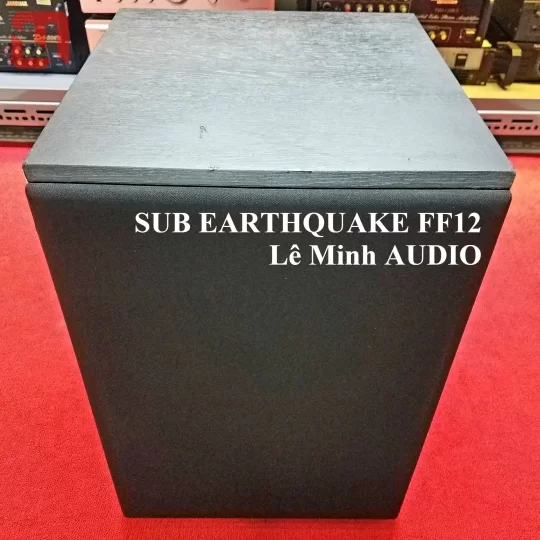 SUB EARTHQUAKE FF12
Lê Minh AUDIO